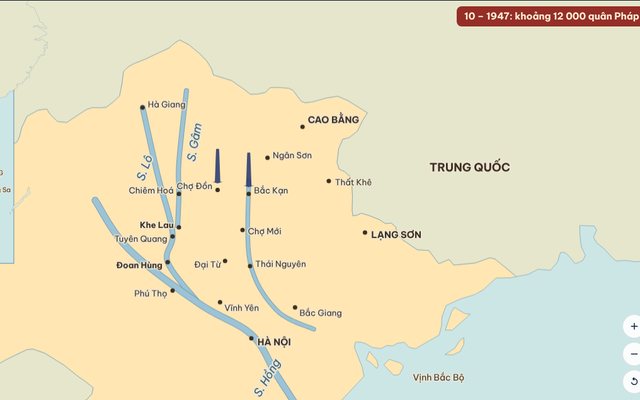 10 – 1947: khoảng 12 000 quân Pháp
Hà Giang
CAO BẰNG
S. Lô
S. Gâm
Ngân Sơn
TRUNG QUỐC
Thất Khê
Chiêm Hoá
Chợ Đồn
Bắc Kạn
Khe Lau
Tuyên Quang
Chợ Mới
LẠNG SƠN
Đoan Hùng
Đại Từ
Thái Nguyên
Phú Thọ
Vĩnh Yên
Bắc Giang
HÀ NỘI
S. Hồng
Vịnh Bắc Bộ